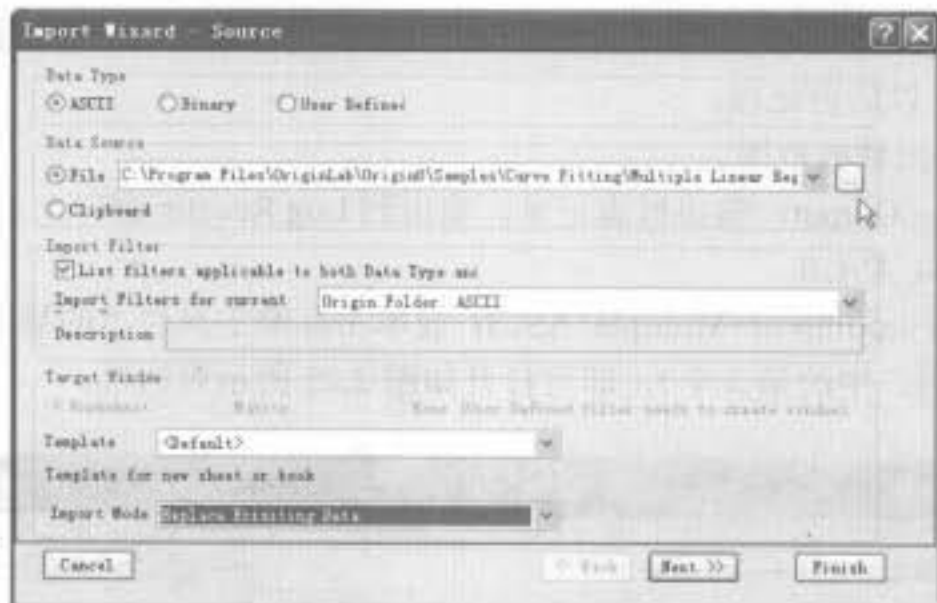 Import Wizard - Source
Data Type
ASCII Binary User Defined
Data Source
File C:\Program Files\OriginLab\Origin8\Samples\Curve Fitting\Multiple Linear Reg
Clipboard
Import Filter
List filters applicable to both Data Type and
Import Filters for current Origin Folder ASCII
Description
Target Window
Worksheet Matrix None (User Defined filter needs to create window)
Template <Default>
Template for new sheet or book
Import Mode Replace Existing Data
Cancel << Back Next >> Finish